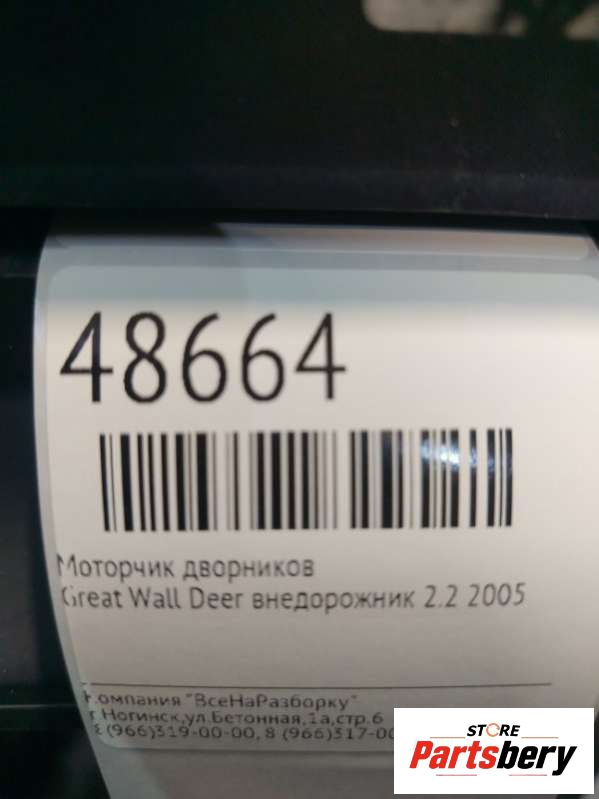 48664
Моторчик дворников
Great Wall Deer внедорожник 2.2 2005
Компания "ВсеНаРазборку"
г.Ногинск,ул.Бетонная,1а,стр.6
8(966)319-00-00, 8 (966)317-00
STORE
Partsbery